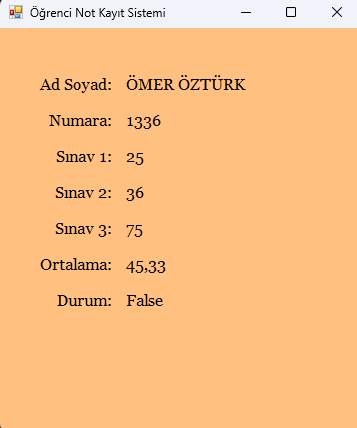 Öğrenci Not Kayıt Sistemi
Ad Soyad: ÖMER ÖZTÜRK
Numara: 1336
Sınav 1: 25
Sınav 2: 36
Sınav 3: 75
Ortalama: 45,33
Durum: False